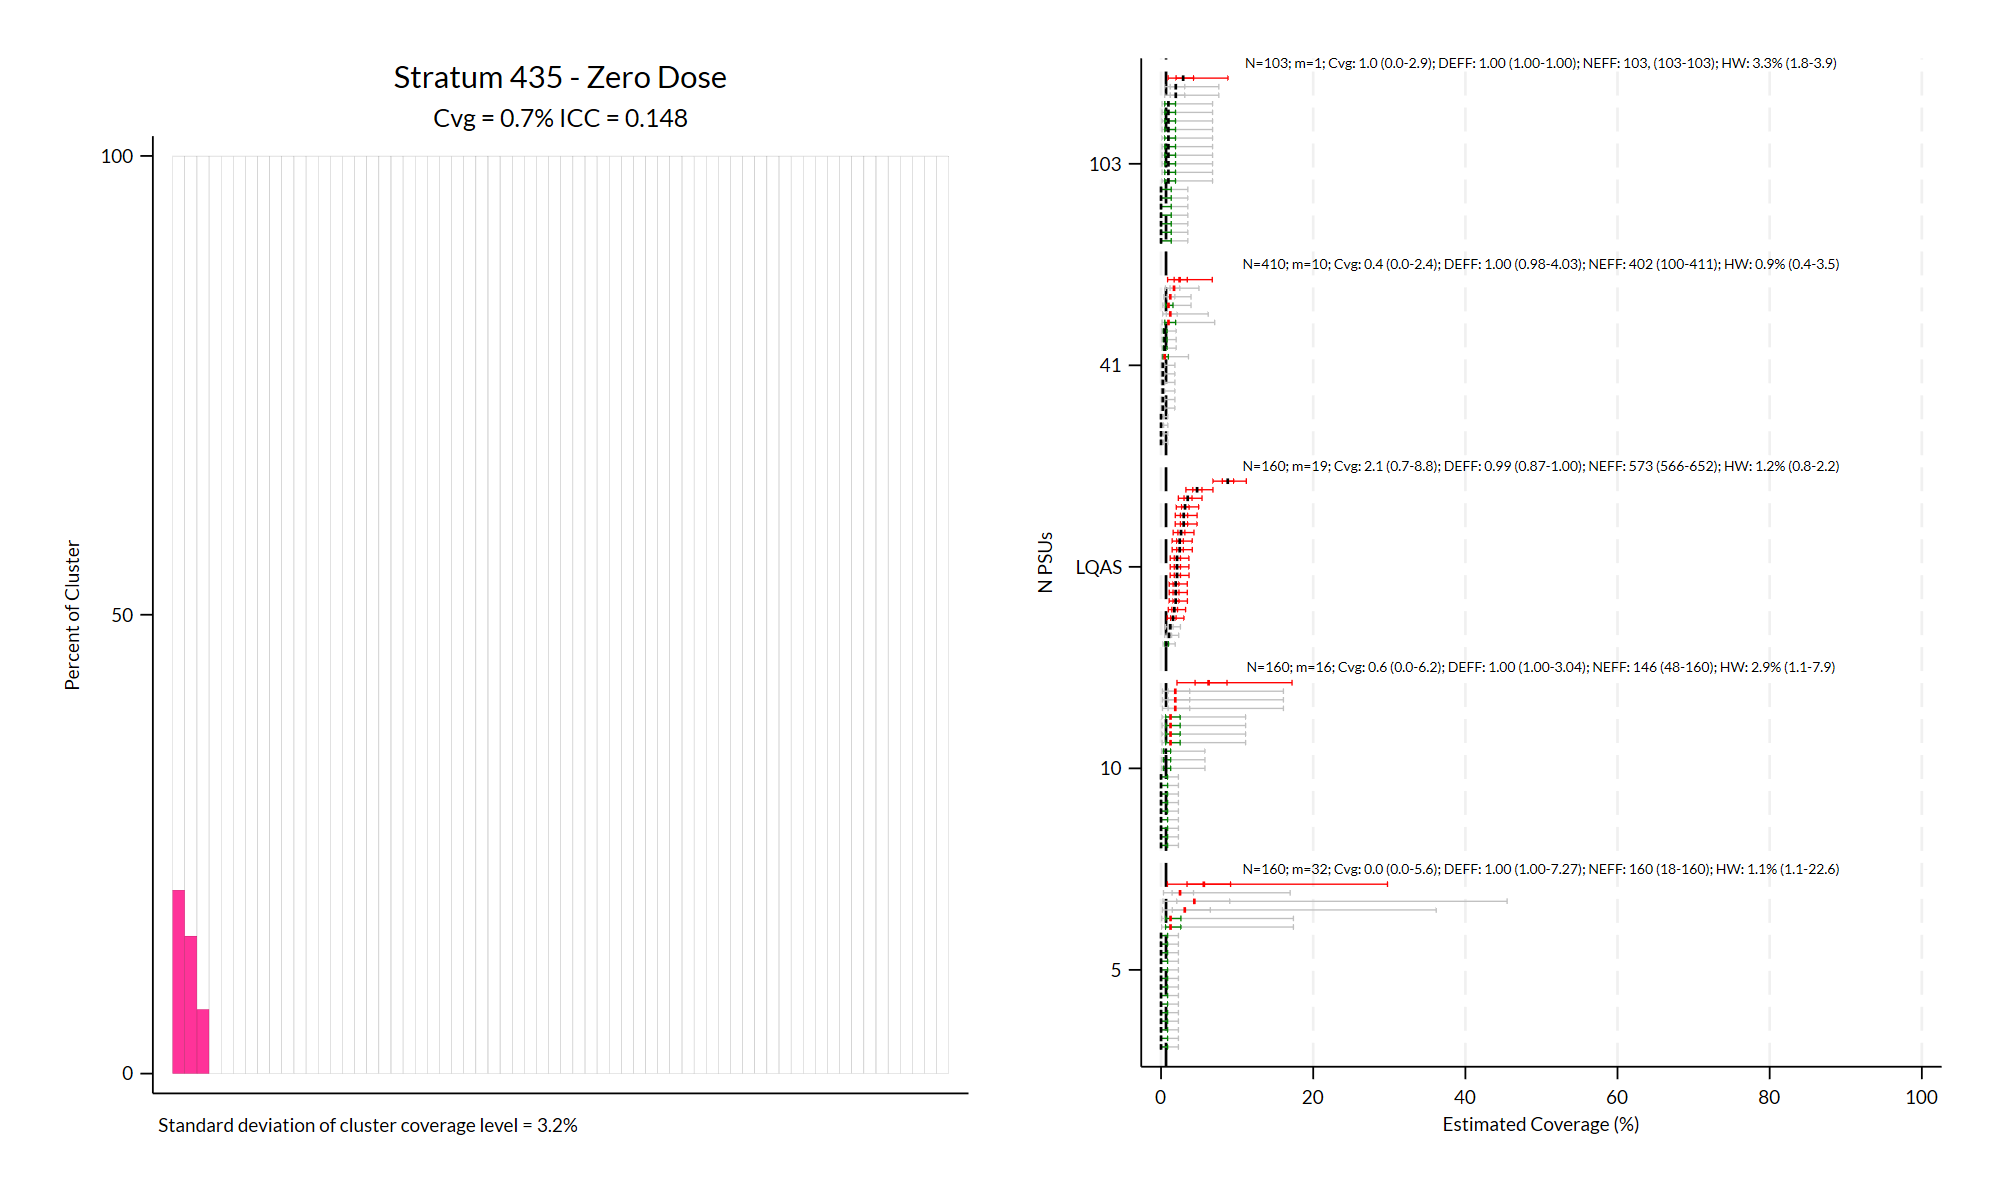 Stratum 435 - Zero Dose
Cvg = 0.7% ICC = 0.148
Percent of Cluster
100
50
0
Standard deviation of cluster coverage level = 3.2%
N PSUs
N=103; m=1; Cvg: 1.0 (0.0-2.9); DEFF: 1.00 (1.00-1.00); NEFF: 103, (103-103); HW: 3.3% (1.8-3.9)
103
N=410; m=10; Cvg: 0.4 (0.0-2.4); DEFF: 1.00 (0.98-4.03); NEFF: 402 (100-411); HW: 0.9% (0.4-3.5)
41
N=160; m=19; Cvg: 2.1 (0.7-8.8); DEFF: 0.99 (0.87-1.00); NEFF: 573 (566-652); HW: 1.2% (0.8-2.2)
LQAS
N=160; m=16; Cvg: 0.6 (0.0-6.2); DEFF: 1.00 (1.00-3.04); NEFF: 146 (48-160); HW: 2.9% (1.1-7.9)
10
N=160; m=32; Cvg: 0.0 (0.0-5.6); DEFF: 1.00 (1.00-7.27); NEFF: 160 (18-160); HW: 1.1% (1.1-22.6)
5
0 20 40 60 80 100
Estimated Coverage (%)